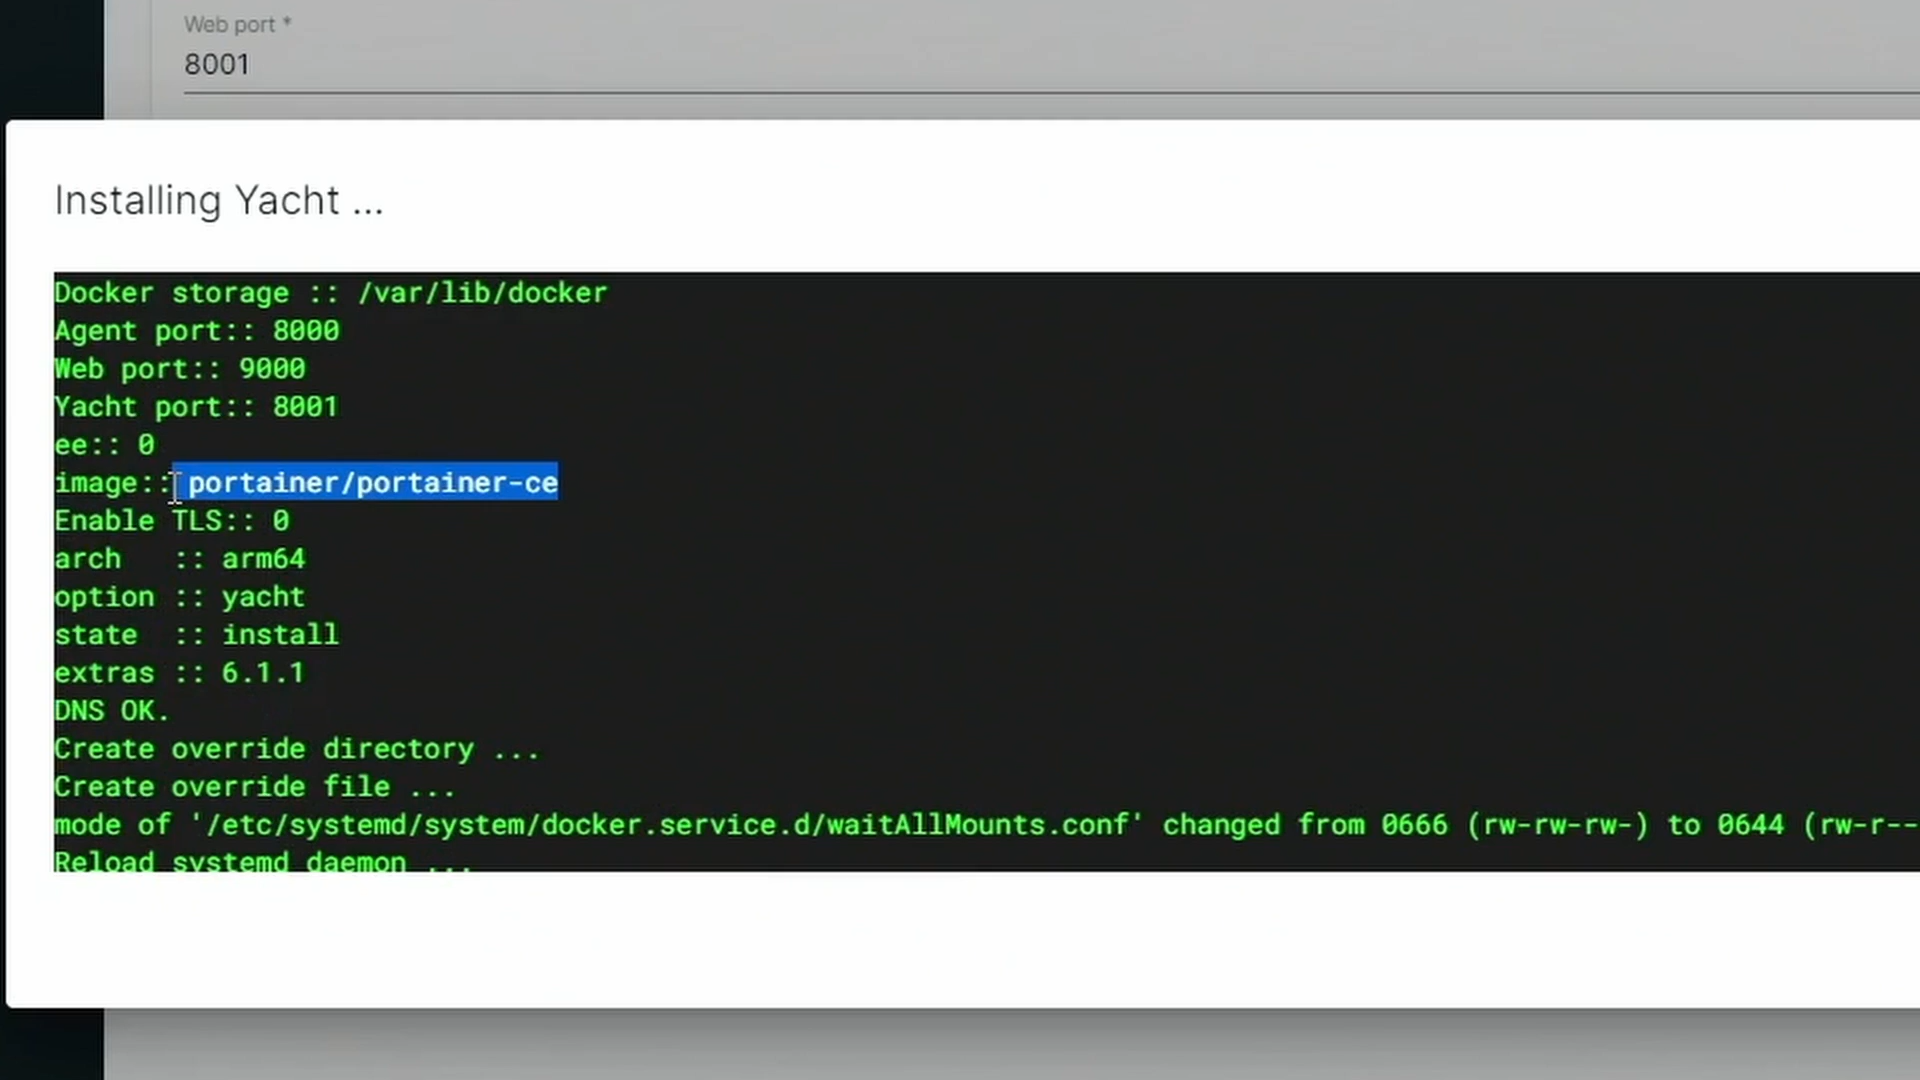 Web port *
8001
Installing Yacht ...
Docker storage :: /var/lib/docker
Agent port:: 8000
Web port:: 9000
Yacht port:: 8001
ee:: 0
image:: portainer/portainer-ce
Enable TLS:: 0
arch   :: arm64
option :: yacht
state  :: install
extras :: 6.1.1
DNS OK.
Create override directory ...
Create override file ...
mode of '/etc/systemd/system/docker.service.d/waitAllMounts.conf' changed from 0666 (rw-rw-rw-) to 0644 (rw-r--
Reload systemd daemon ...